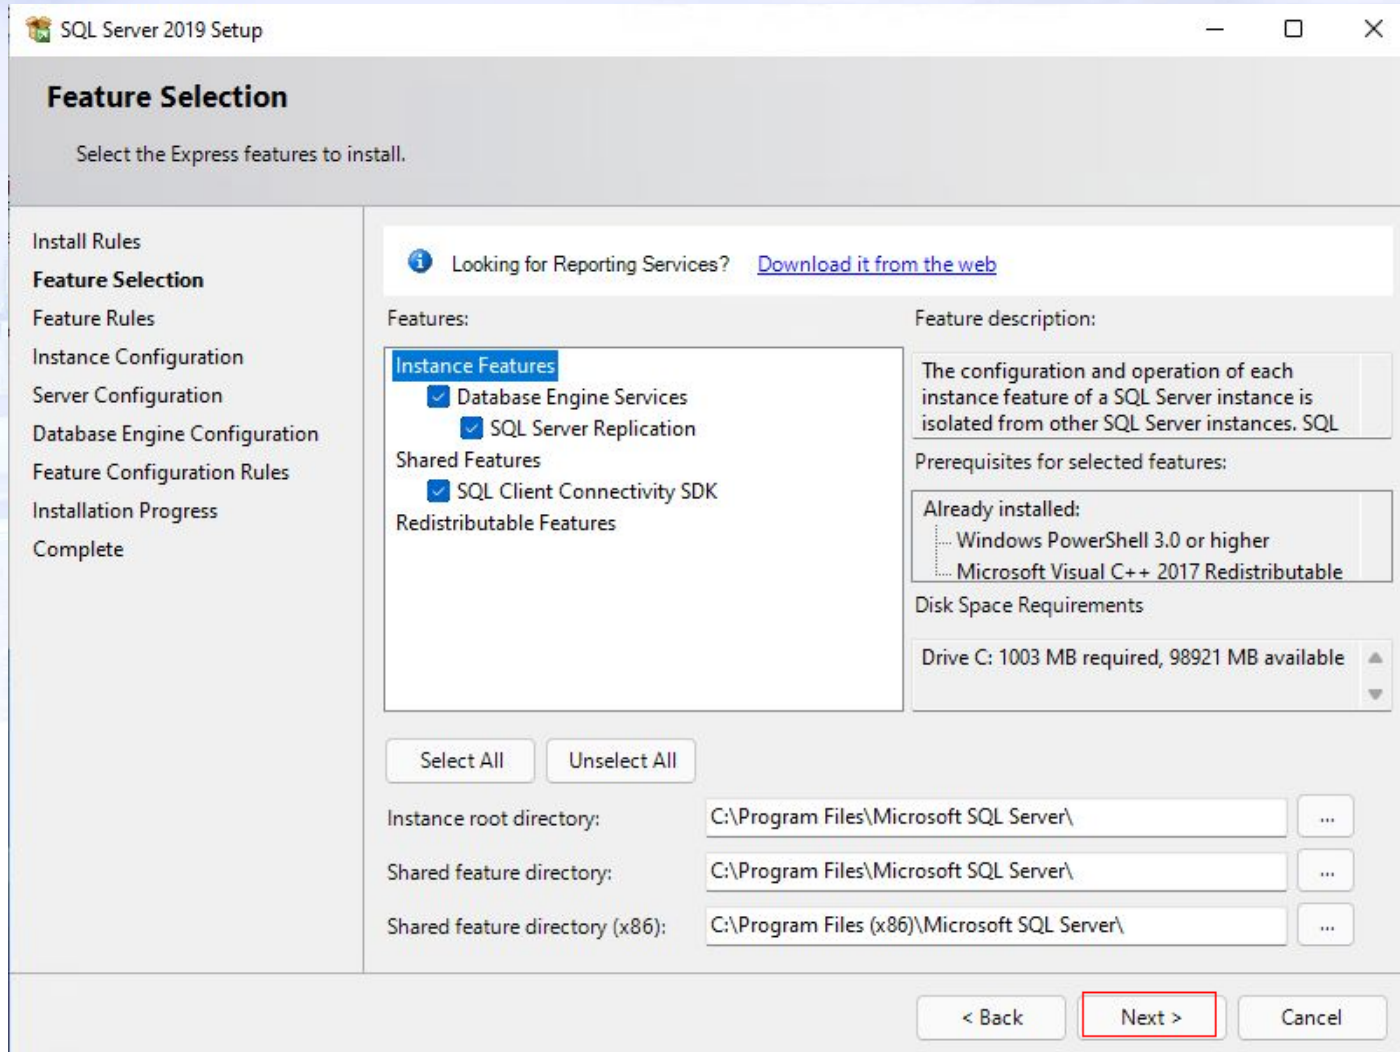 SQL Server 2019 Setup
Feature Selection
Select the Express features to install.
Install Rules
Feature Selection
Feature Rules
Instance Configuration
Server Configuration
Database Engine Configuration
Feature Configuration Rules
Installation Progress
Complete
Looking for Reporting Services? Download it from the web
Features:
Instance Features
Database Engine Services
SQL Server Replication
Shared Features
SQL Client Connectivity SDK
Redistributable Features
Feature description:
The configuration and operation of each
instance feature of a SQL Server instance is
isolated from other SQL Server instances. SQL
Prerequisites for selected features:
Already installed:
Windows PowerShell 3.0 or higher
Microsoft Visual C++ 2017 Redistributable
Disk Space Requirements
Drive C: 1003 MB required, 98921 MB available
Select All
Unselect All
Instance root directory: C:\Program Files\Microsoft SQL Server\ ...
Shared feature directory: C:\Program Files\Microsoft SQL Server\ ...
Shared feature directory (x86): C:\Program Files (x86)\Microsoft SQL Server\ ...
< Back
Next >
Cancel